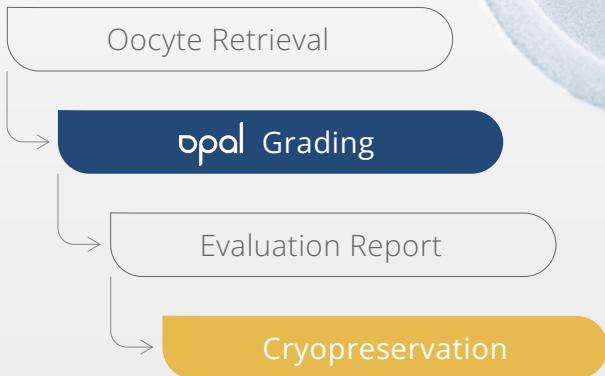 Oocyte Retrieval
opal Grading
Evaluation Report
Cryopreservation